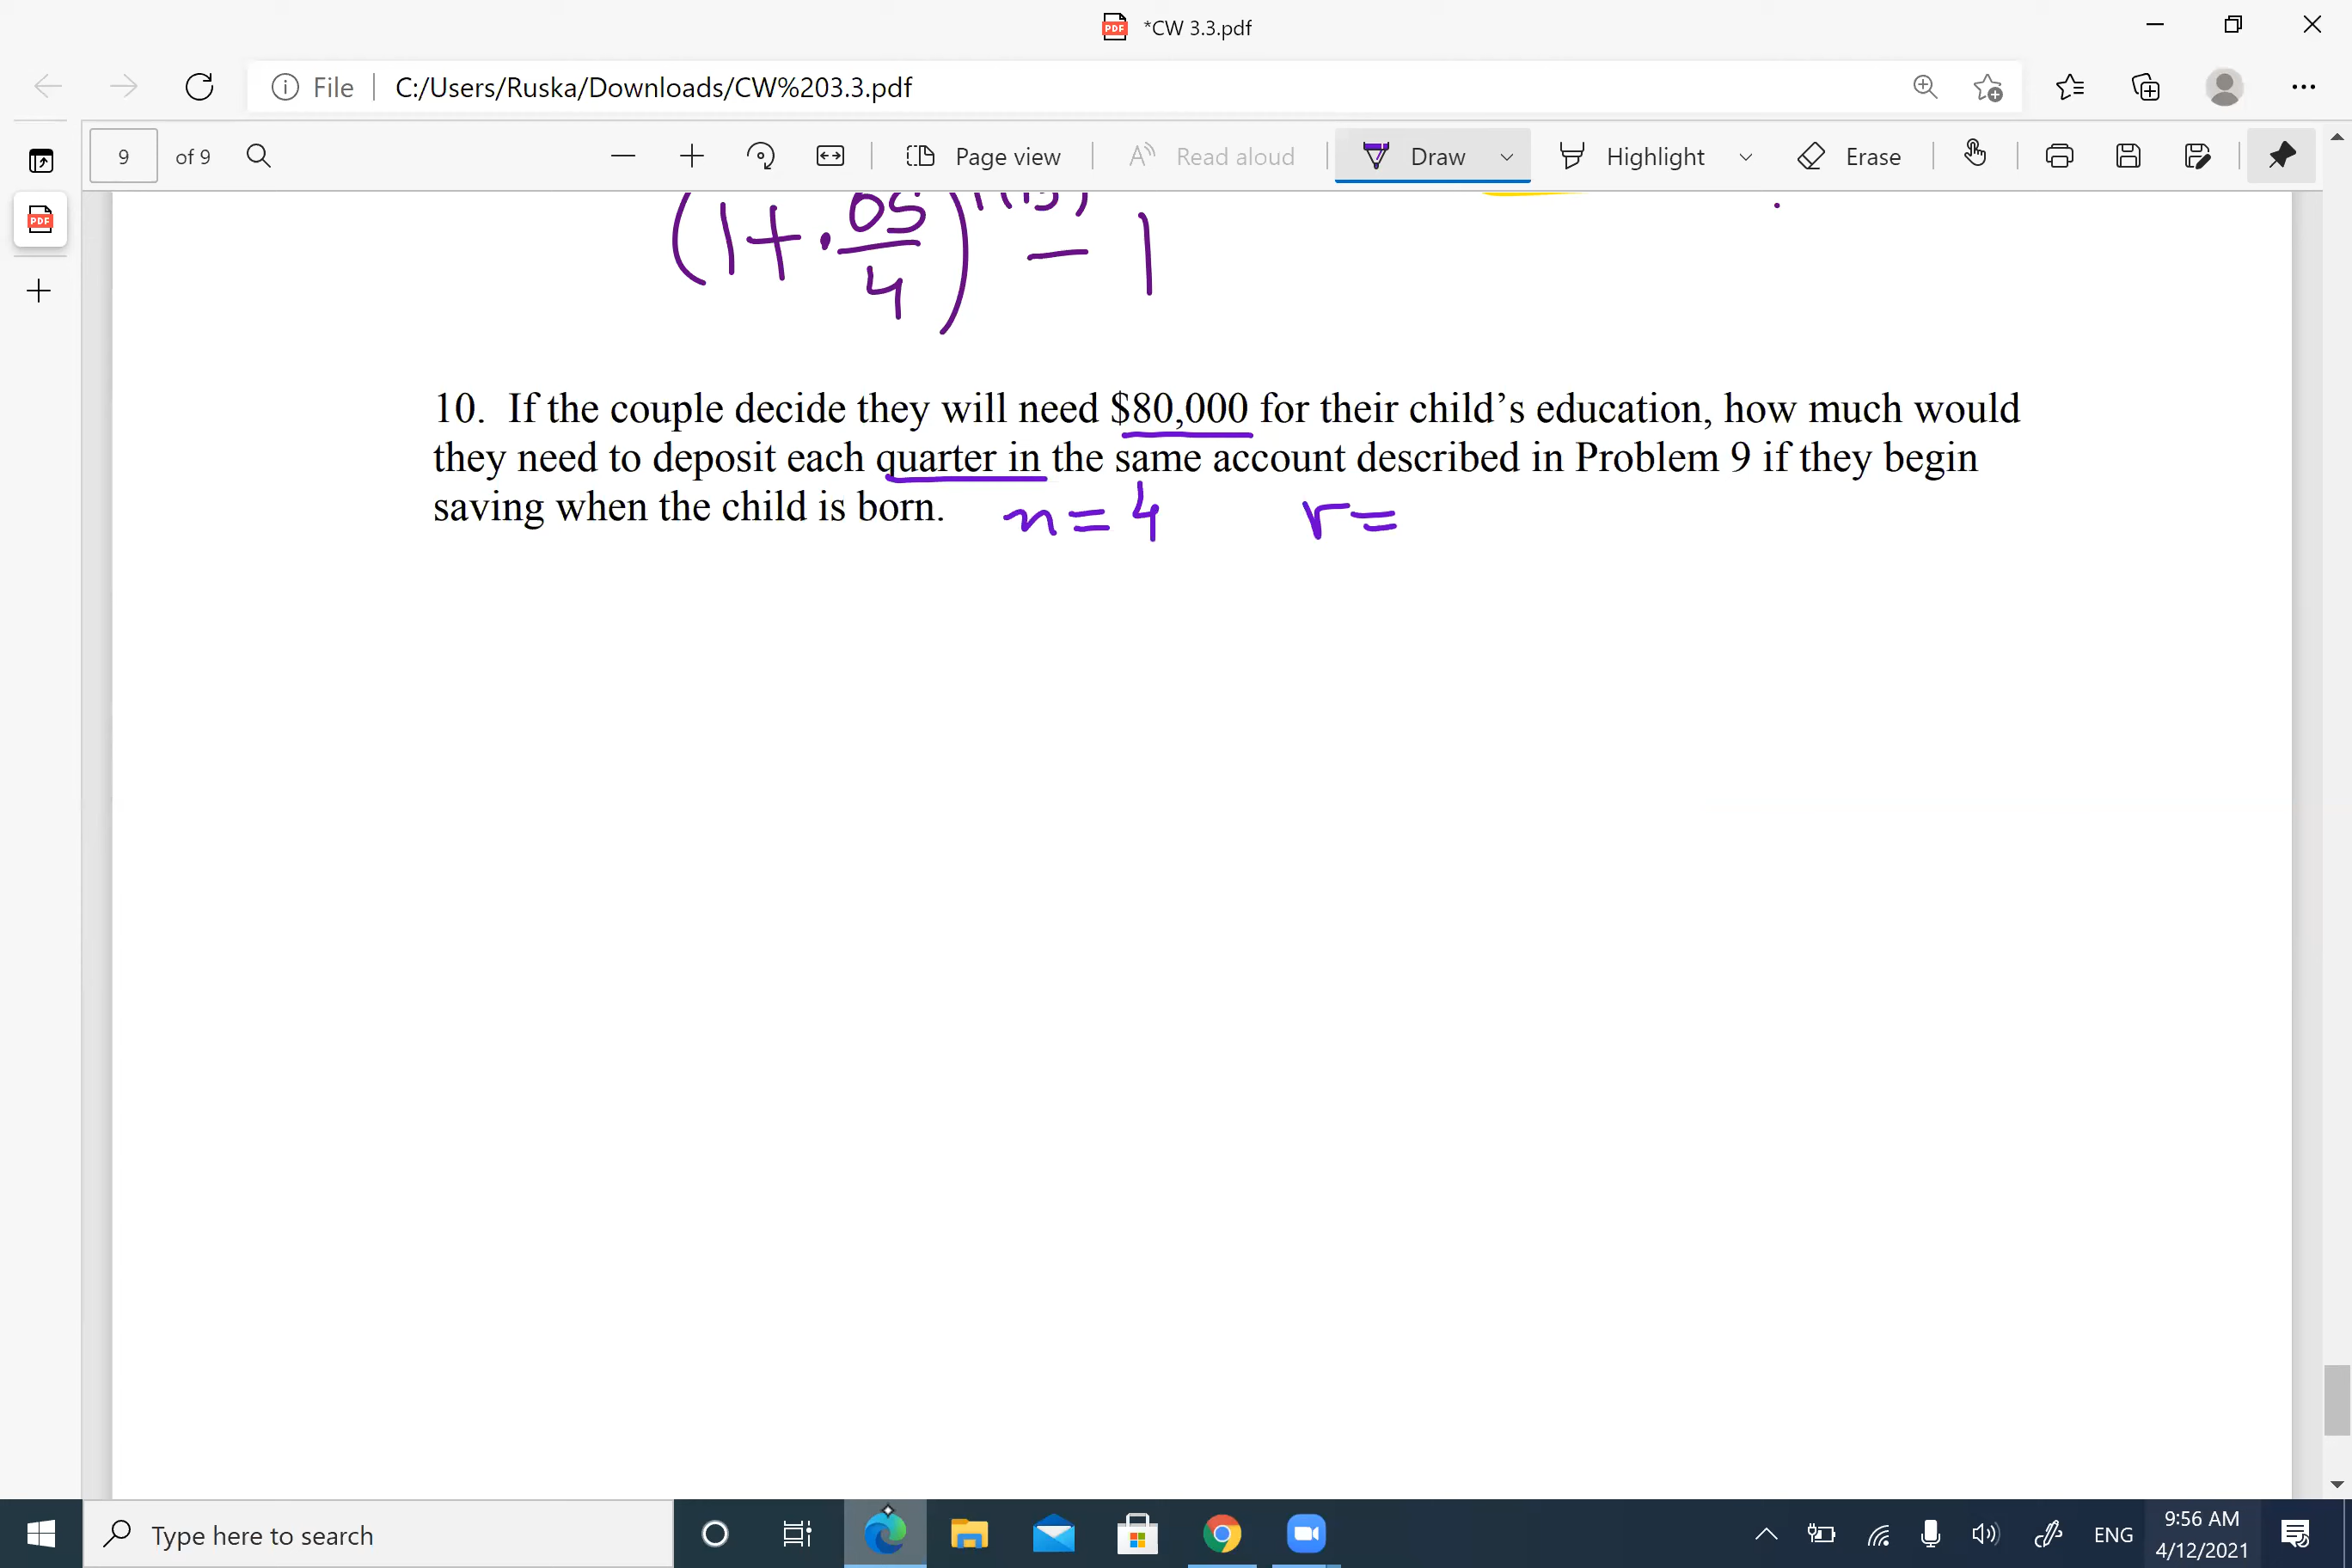 *CW 3.3.pdf
File C:/Users/Ruska/Downloads/CW%203.3.pdf
9 of 9 Page view Read aloud Draw Highlight Erase
(1+.05/4) - 1
10. If the couple decide they will need $80,000 for their child’s education, how much would
they need to deposit each quarter in the same account described in Problem 9 if they begin
saving when the child is born. n=4 r=
Type here to search
ENG
9:56 AM
4/12/2021